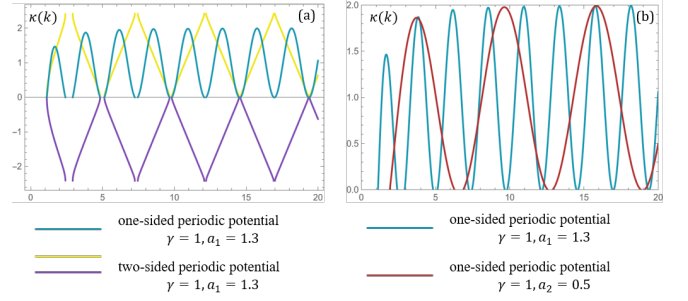 κ(k) (a)
2
1
0
−1
−2
0 5 10 15 20
κ(k) (b)
2.0
1.5
1.0
0.5
0.0
0 5 10 15 20
one-sided periodic potential
γ = 1, a₁ = 1.3
two-sided periodic potential
γ = 1, a₁ = 1.3
one-sided periodic potential
γ = 1, a₁ = 1.3
one-sided periodic potential
γ = 1, a₂ = 0.5